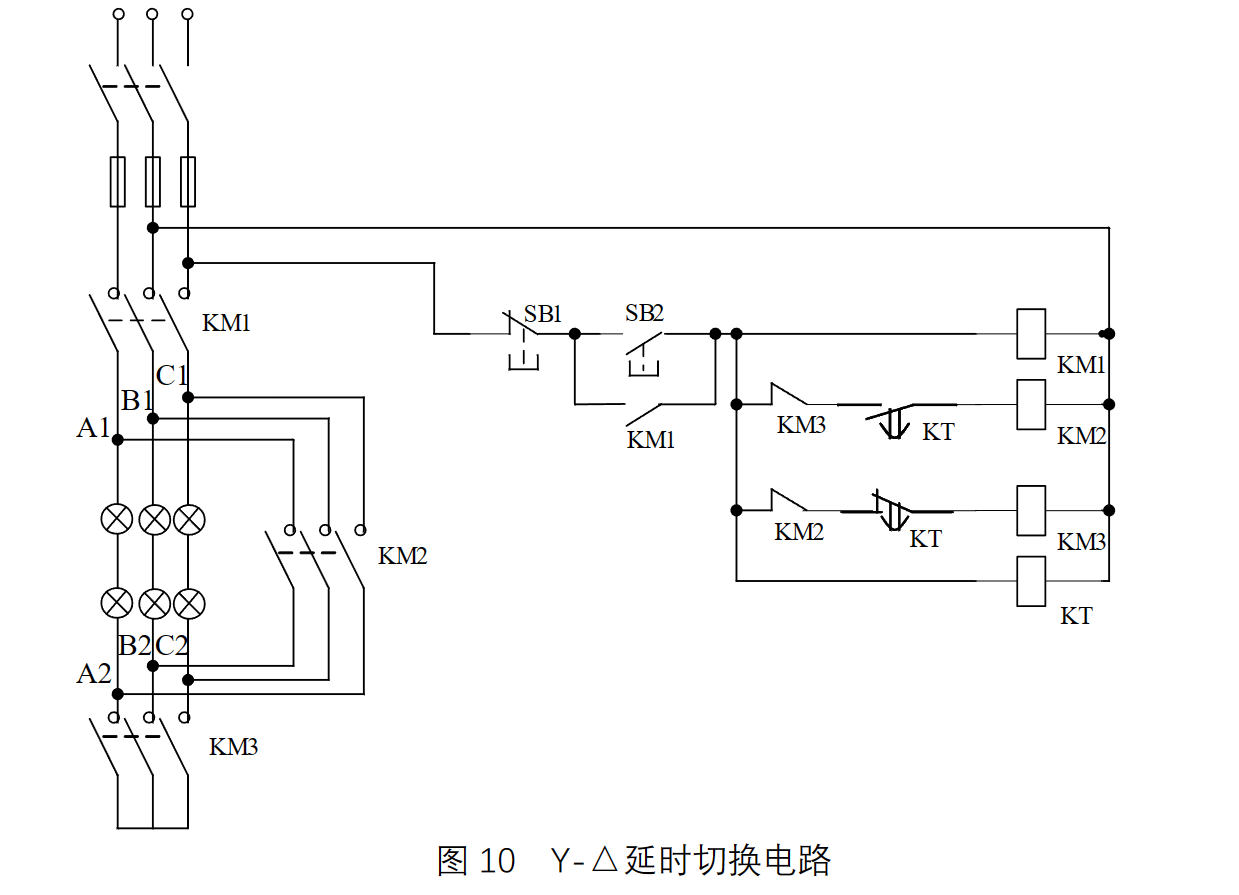 SB1
SB2
KM1
C1
KM1
B1
KM3
KT
KM2
A1
KM1
KM2
KM2
KT
KM3
KT
B2
C2
A2
KM3
图 10 Y-△延时切换电路